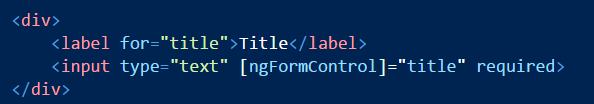 <div>
<label for="title">Title</label>
<input type="text" [ngFormControl]="title" required>
</div>